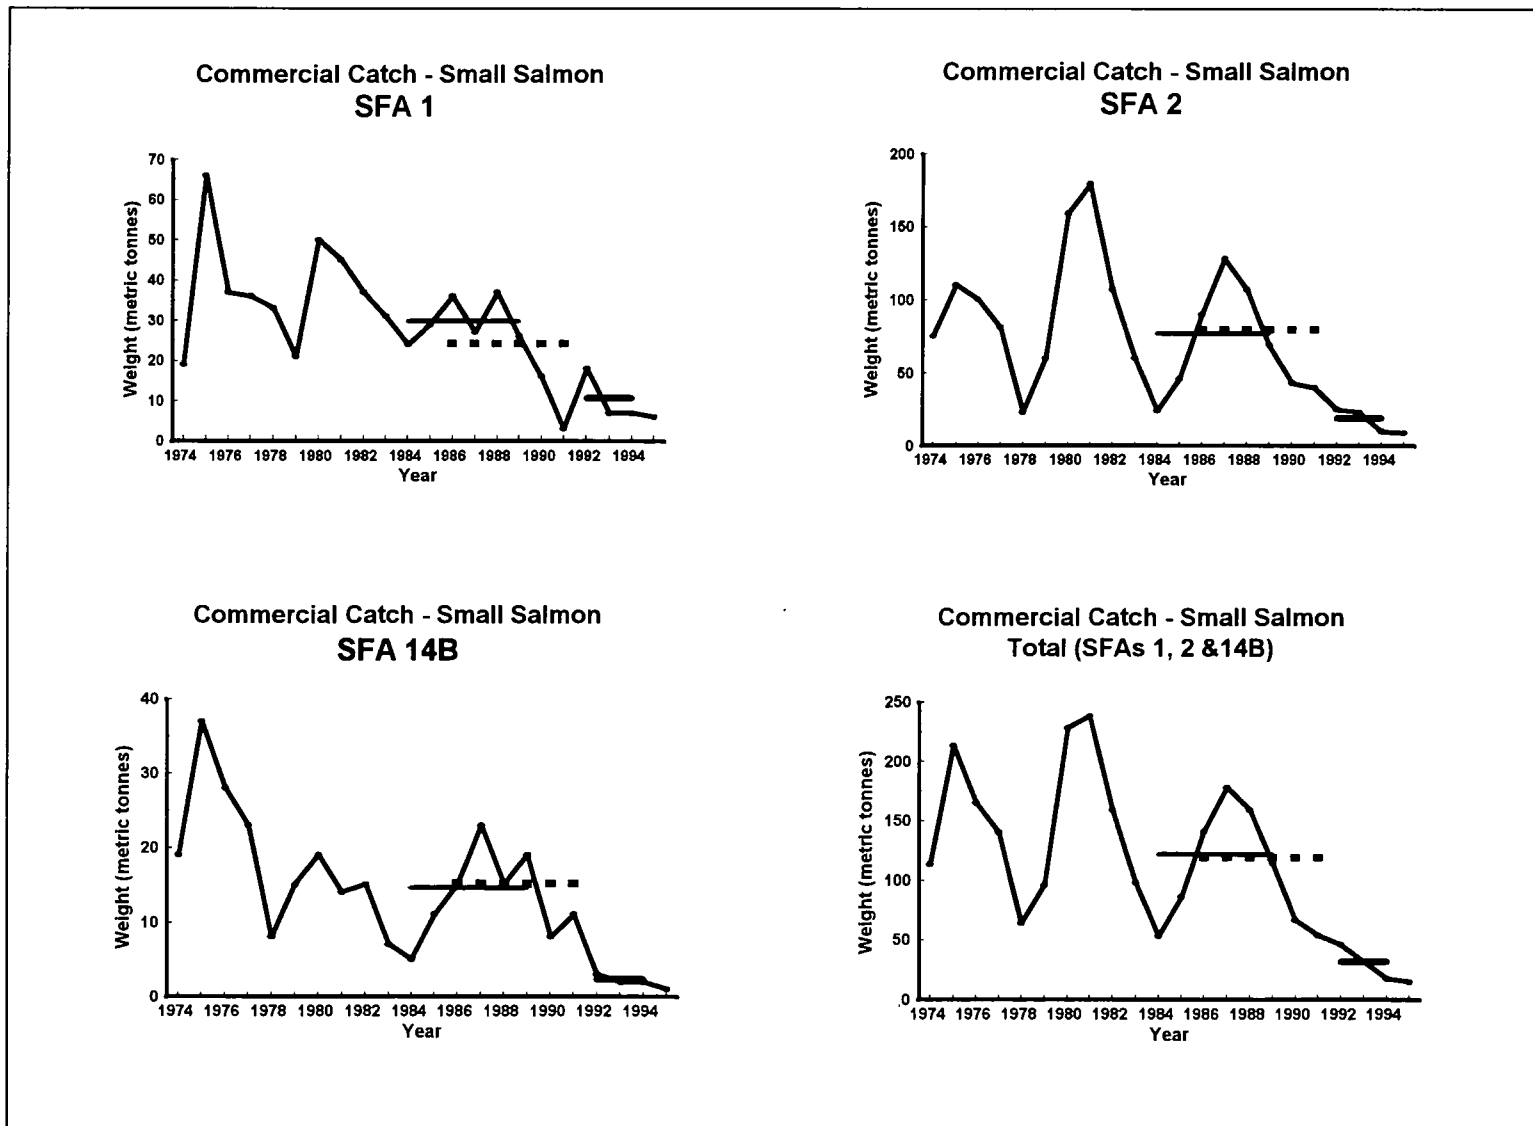 Commercial Catch - Small Salmon
SFA 1
Weight (metric tonnes)
70
60
50
40
30
20
10
0
1974 1976 1978 1980 1982 1984 1986 1988 1990 1992 1994
Year
Commercial Catch - Small Salmon
SFA 2
Weight (metric tonnes)
200
150
100
50
0
1974 1976 1978 1980 1982 1984 1986 1988 1990 1992 1994
Year
Commercial Catch - Small Salmon
SFA 14B
Weight (metric tonnes)
40
30
20
10
0
1974 1976 1978 1980 1982 1984 1986 1988 1990 1992 1994
Year
Commercial Catch - Small Salmon
Total (SFAs 1, 2 &14B)
Weight (metric tonnes)
250
200
150
100
50
0
1974 1976 1978 1980 1982 1984 1986 1988 1990 1992 1994
Year